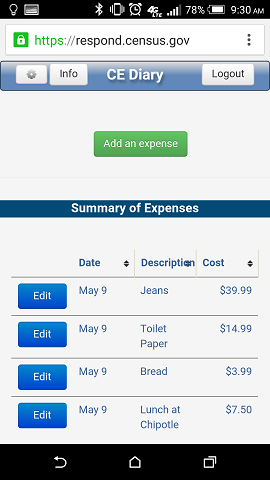 4G LTE 78% 9:30 AM
https://respond.census.gov
Info CE Diary Logout
Add an expense
Summary of Expenses
Date Description Cost
Edit May 9 Jeans $39.99
Edit May 9 Toilet Paper $14.99
Edit May 9 Bread $3.99
Edit May 9 Lunch at Chipotle $7.50